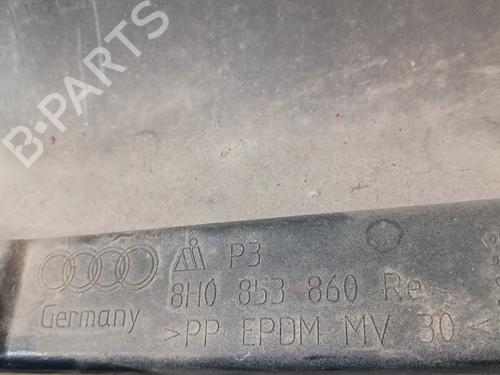 B-PARTS
P3
8H0 853 860 Re
Germany
>PP EPDM MV 30<